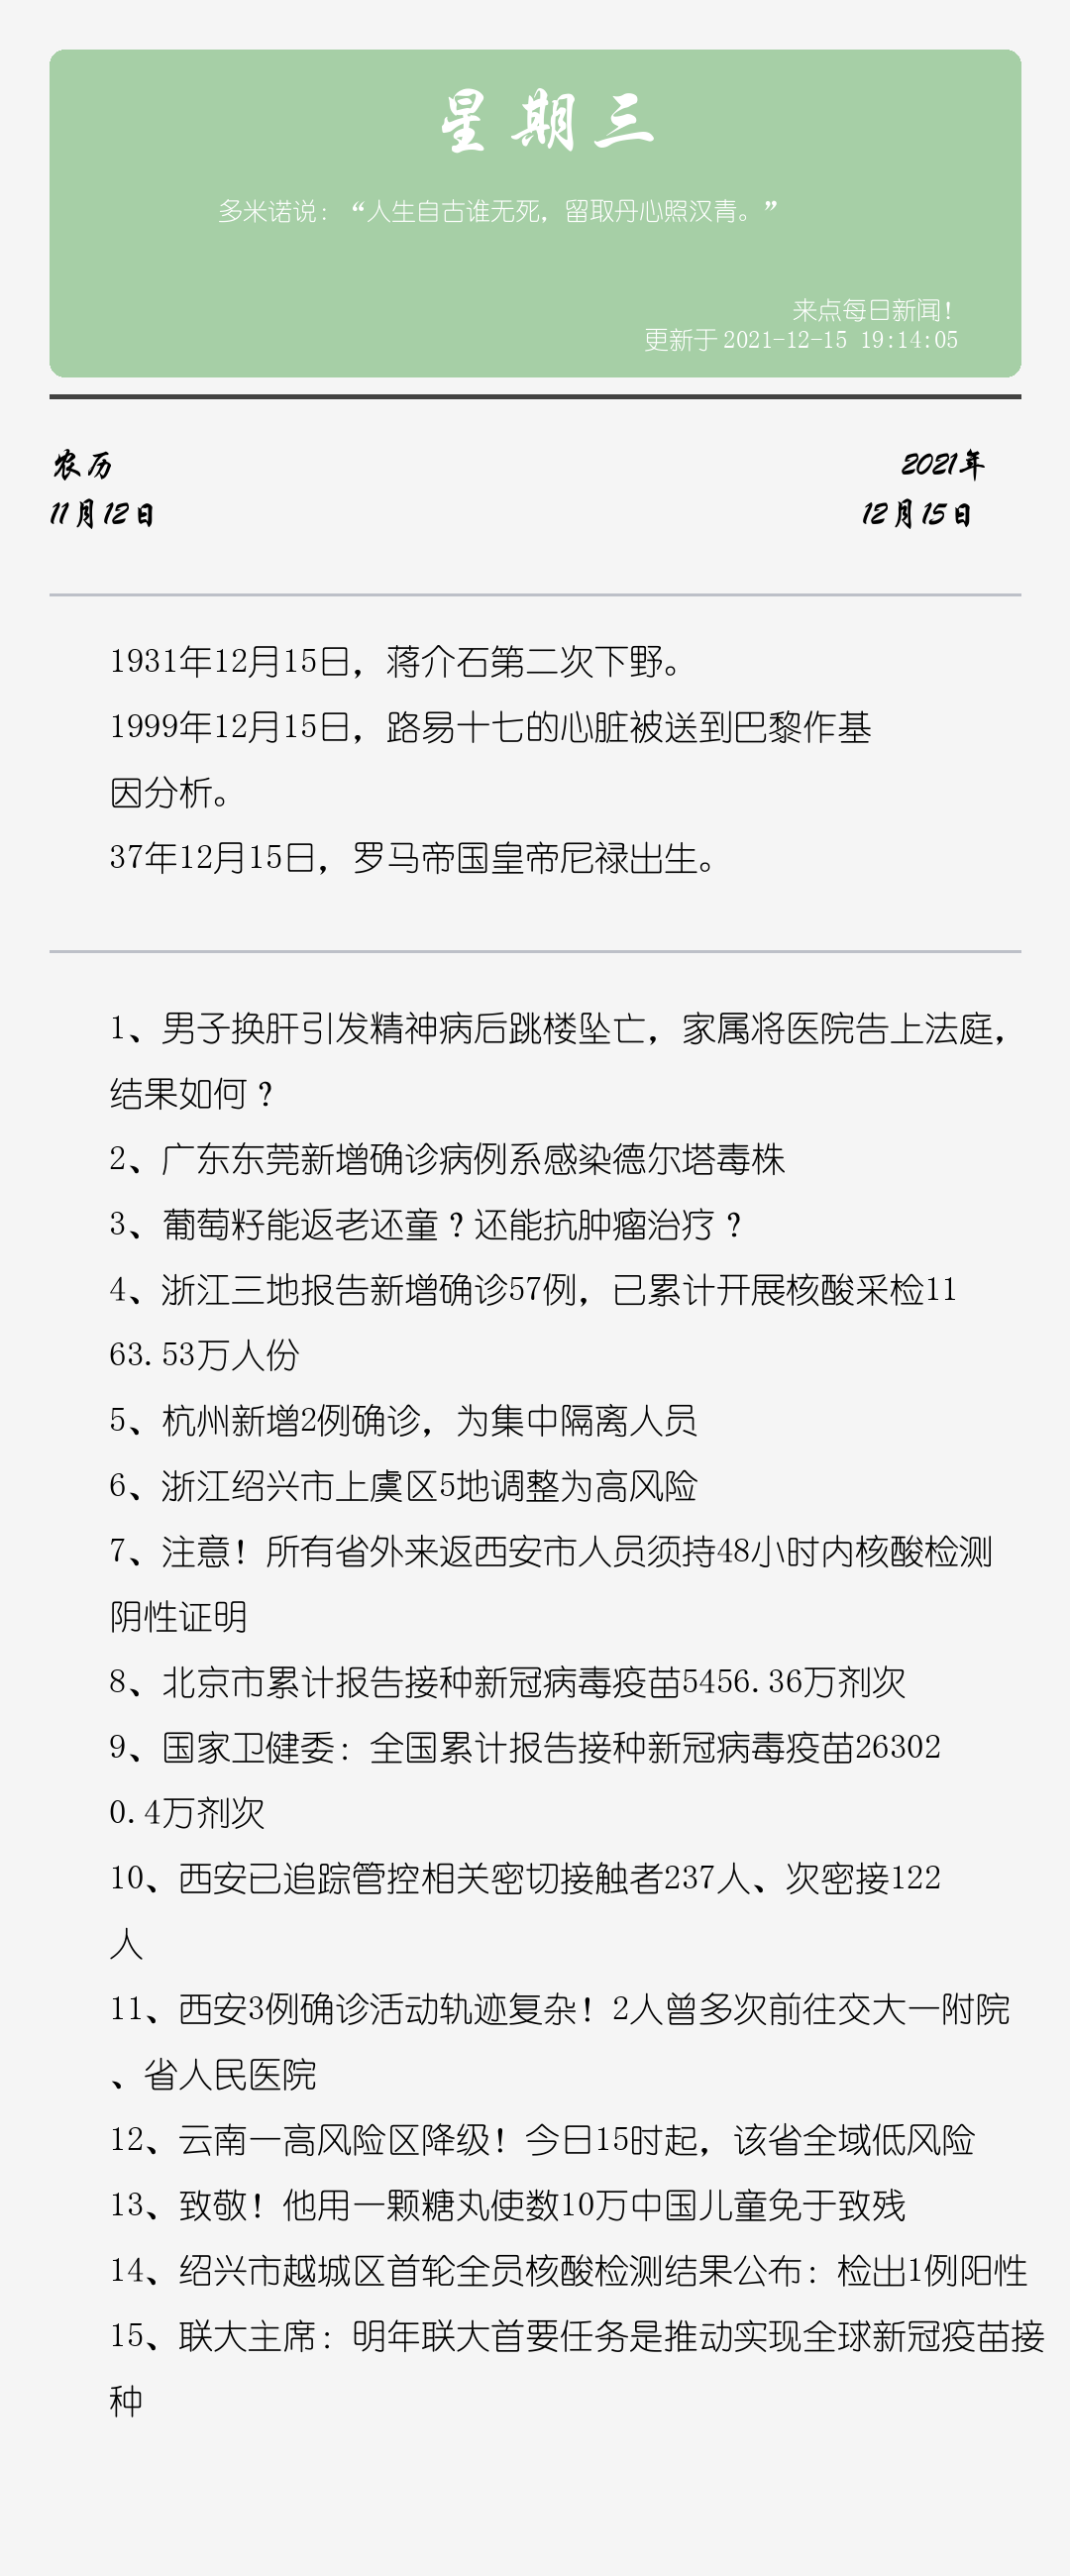 星期三
多米诺说：“人生自古谁无死，留取丹心照汉青。”
来点每日新闻！
更新于2021-12-15 19:14:05
农历
2021年
11月12日
12月15日
1931年12月15日，蒋介石第二次下野。
1999年12月15日，路易十七的心脏被送到巴黎作基
因分析。
37年12月15日，罗马帝国皇帝尼禄出生。
1、男子换肝引发精神病后跳楼坠亡，家属将医院告上法庭，
结果如何？
2、广东东莞新增确诊病例系感染德尔塔毒株
3、葡萄籽能返老还童？还能抗肿瘤治疗？
4、浙江三地报告新增确诊57例，已累计开展核酸采检11
63.53万人份
5、杭州新增2例确诊，为集中隔离人员
6、浙江绍兴市上虞区5地调整为高风险
7、注意！所有省外来返西安市人员须持48小时内核酸检测
阴性证明
8、北京市累计报告接种新冠病毒疫苗5456.36万剂次
9、国家卫健委：全国累计报告接种新冠病毒疫苗26302
0.4万剂次
10、西安已追踪管控相关密切接触者237人、次密接122
人
11、西安3例确诊活动轨迹复杂！2人曾多次前往交大一附院
、省人民医院
12、云南一高风险区降级！今日15时起，该省全域低风险
13、致敬！他用一颗糖丸使数10万中国儿童免于致残
14、绍兴市越城区首轮全员核酸检测结果公布：检出1例阳性
15、联大主席：明年联大首要任务是推动实现全球新冠疫苗接
种